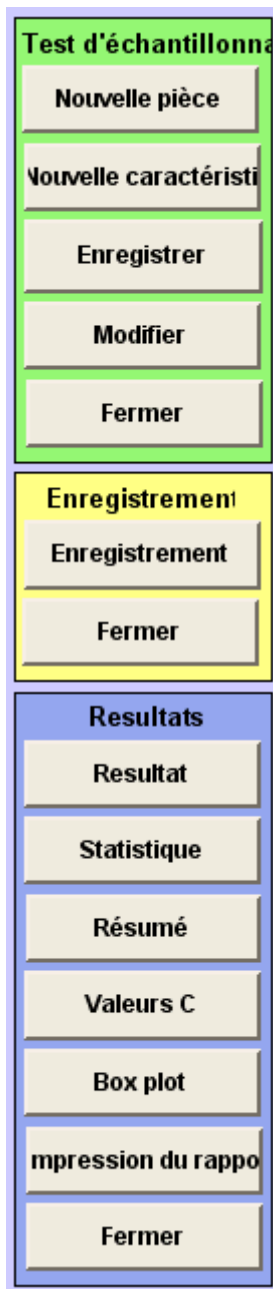 Test d'échantillonna
Nouvelle pièce
Nouvelle caractéristi
Enregistrer
Modifier
Fermer
Enregistrement
Enregistrement
Fermer
Resultats
Resultat
Statistique
Résumé
Valeurs C
Box plot
mpression du rappo
Fermer